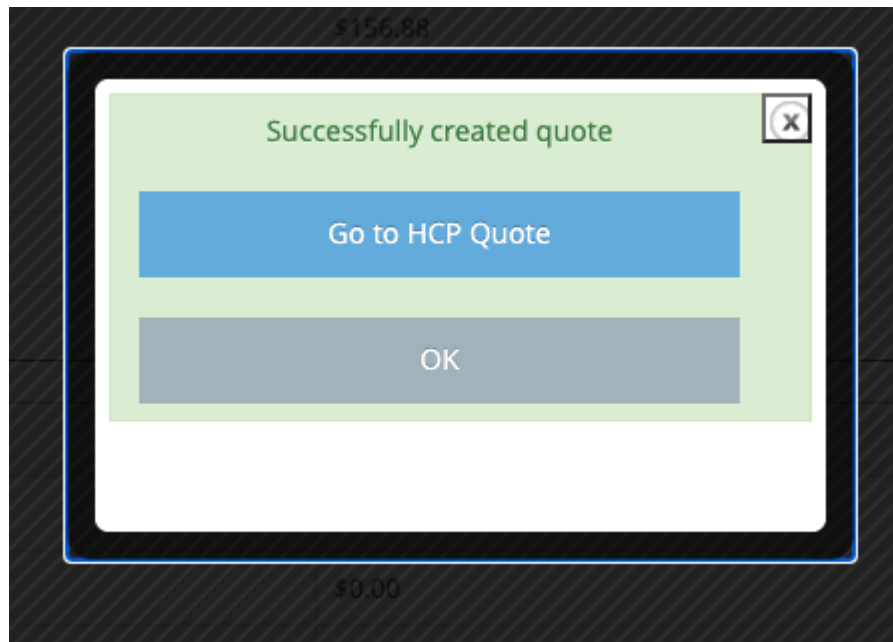 $156.88
Successfully created quote
x
Go to HCP Quote
OK
$0.00